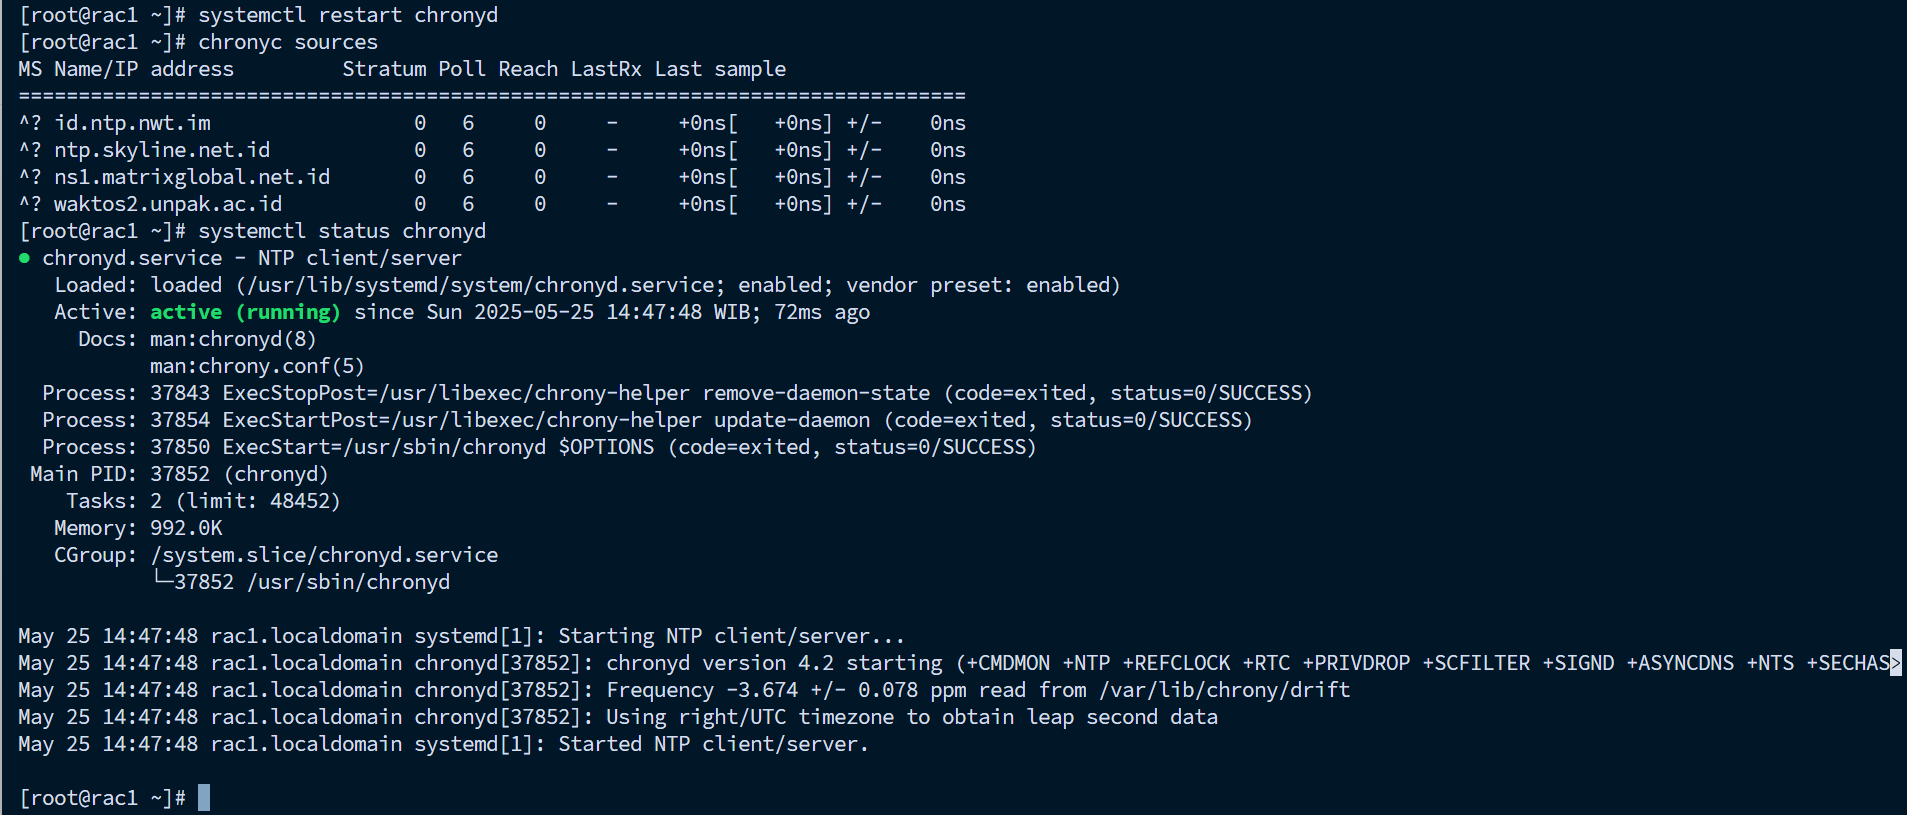 [root@rac1 ~]# systemctl restart chronyd
[root@rac1 ~]# chronyc sources
MS Name/IP address         Stratum Poll Reach LastRx Last sample
===============================================================================
^? id.ntp.nwt.im                 0   6     0     -     +0ns[   +0ns] +/-    0ns
^? ntp.skyline.net.id            0   6     0     -     +0ns[   +0ns] +/-    0ns
^? ns1.matrixglobal.net.id       0   6     0     -     +0ns[   +0ns] +/-    0ns
^? waktos2.unpak.ac.id           0   6     0     -     +0ns[   +0ns] +/-    0ns
[root@rac1 ~]# systemctl status chronyd
● chronyd.service - NTP client/server
   Loaded: loaded (/usr/lib/systemd/system/chronyd.service; enabled; vendor preset: enabled)
   Active: active (running) since Sun 2025-05-25 14:47:48 WIB; 72ms ago
     Docs: man:chronyd(8)
           man:chrony.conf(5)
  Process: 37843 ExecStopPost=/usr/libexec/chrony-helper remove-daemon-state (code=exited, status=0/SUCCESS)
  Process: 37854 ExecStartPost=/usr/libexec/chrony-helper update-daemon (code=exited, status=0/SUCCESS)
  Process: 37850 ExecStart=/usr/sbin/chronyd $OPTIONS (code=exited, status=0/SUCCESS)
 Main PID: 37852 (chronyd)
    Tasks: 2 (limit: 48452)
   Memory: 992.0K
   CGroup: /system.slice/chronyd.service
           └─37852 /usr/sbin/chronyd

May 25 14:47:48 rac1.localdomain systemd[1]: Starting NTP client/server...
May 25 14:47:48 rac1.localdomain chronyd[37852]: chronyd version 4.2 starting (+CMDMON +NTP +REFCLOCK +RTC +PRIVDROP +SCFILTER +SIGND +ASYNCDNS +NTS +SECHAS>
May 25 14:47:48 rac1.localdomain chronyd[37852]: Frequency -3.674 +/- 0.078 ppm read from /var/lib/chrony/drift
May 25 14:47:48 rac1.localdomain chronyd[37852]: Using right/UTC timezone to obtain leap second data
May 25 14:47:48 rac1.localdomain systemd[1]: Started NTP client/server.

[root@rac1 ~]#